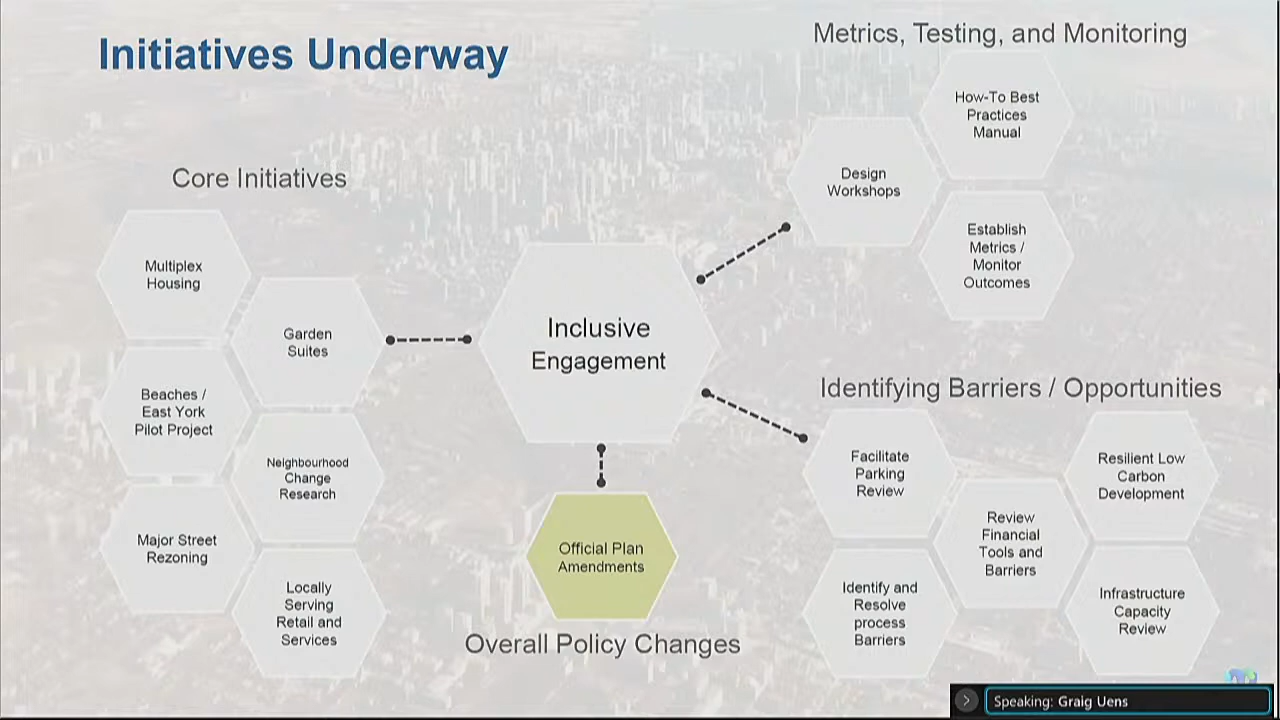 Initiatives Underway
Metrics, Testing, and Monitoring
How-To Best
Practices
Manual
Design
Workshops
Establish
Metrics /
Monitor
Outcomes
Core Initiatives
Multiplex
Housing
Garden
Suites
Beaches /
East York
Pilot Project
Neighbourhood
Change
Research
Major Street
Rezoning
Locally
Serving
Retail and
Services
Inclusive
Engagement
Official Plan
Amendments
Overall Policy Changes
Identifying Barriers / Opportunities
Facilitate
Parking
Review
Resilient Low
Carbon
Development
Review
Financial
Tools and
Barriers
Identify and
Resolve
process
Barriers
Infrastructure
Capacity
Review
Speaking: Graig Uens